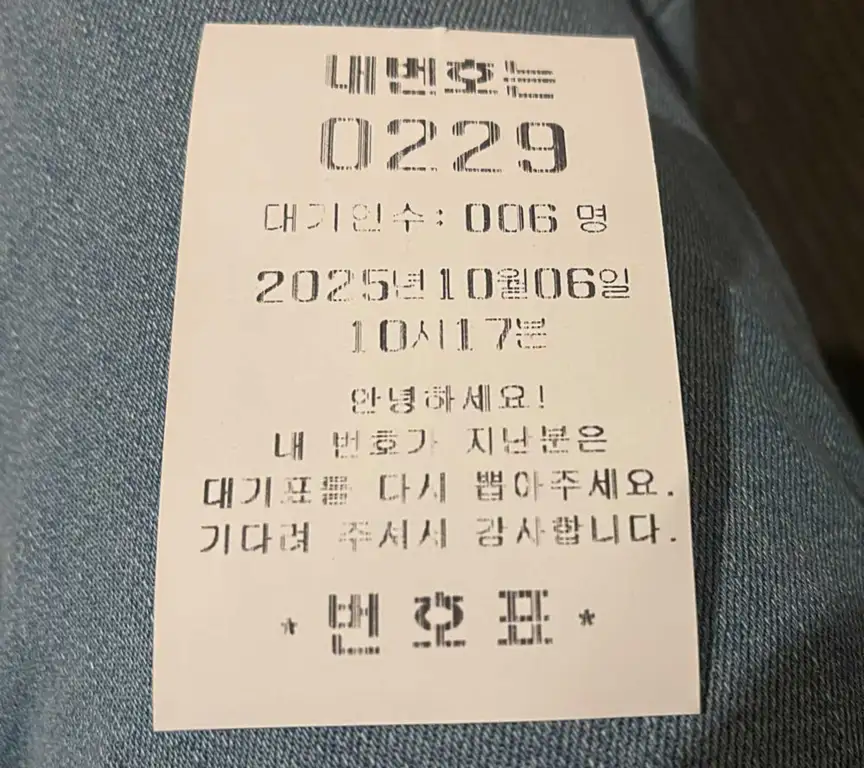 내번호는
0229
대기인수: 006 명
2025년10월06일
10시17분
안녕하세요!
내 번호가 지난분은
대기표를 다시 뽑아주세요.
기다려 주셔서 감사합니다.
* 번 호 표 *